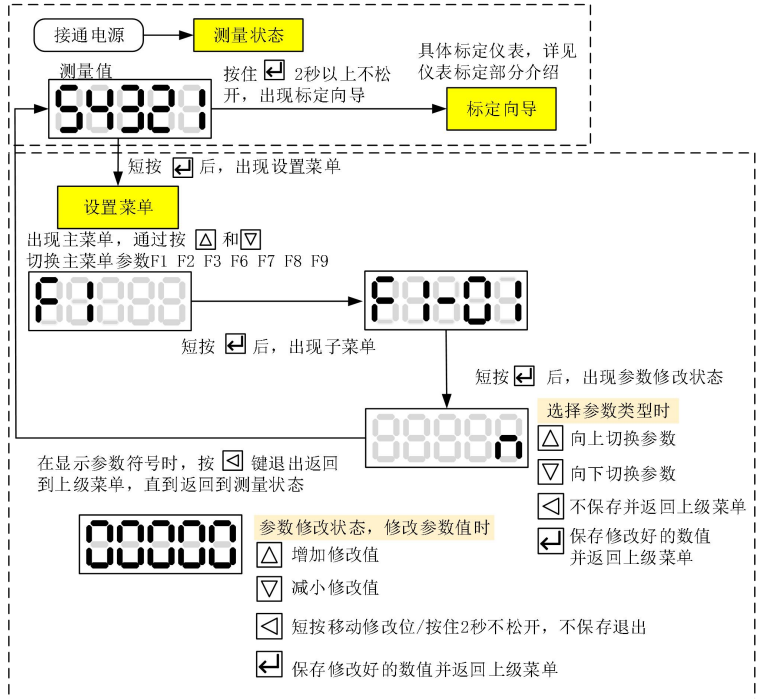 接通电源
测量状态
测量值
54321
按住 2秒以上不松
开，出现标定向导
具体标定仪表，详见
仪表标定部分介绍
标定向导
短按 后，出现设置菜单
设置菜单
出现主菜单，通过按 和
切换主菜单参数F1 F2 F3 F6 F7 F8 F9
F1
F1-01
短按 后，出现子菜单
短按 后，出现参数修改状态
n
选择参数类型时
向上切换参数
向下切换参数
不保存并返回上级菜单
保存修改好的数值
并返回上级菜单
在显示参数符号时，按 键退出返回
到上级菜单，直到返回到测量状态
00000
参数修改状态，修改参数值时
增加修改值
减小修改值
短按移动修改位/按住2秒不松开，不保存退出
保存修改好的数值并返回上级菜单